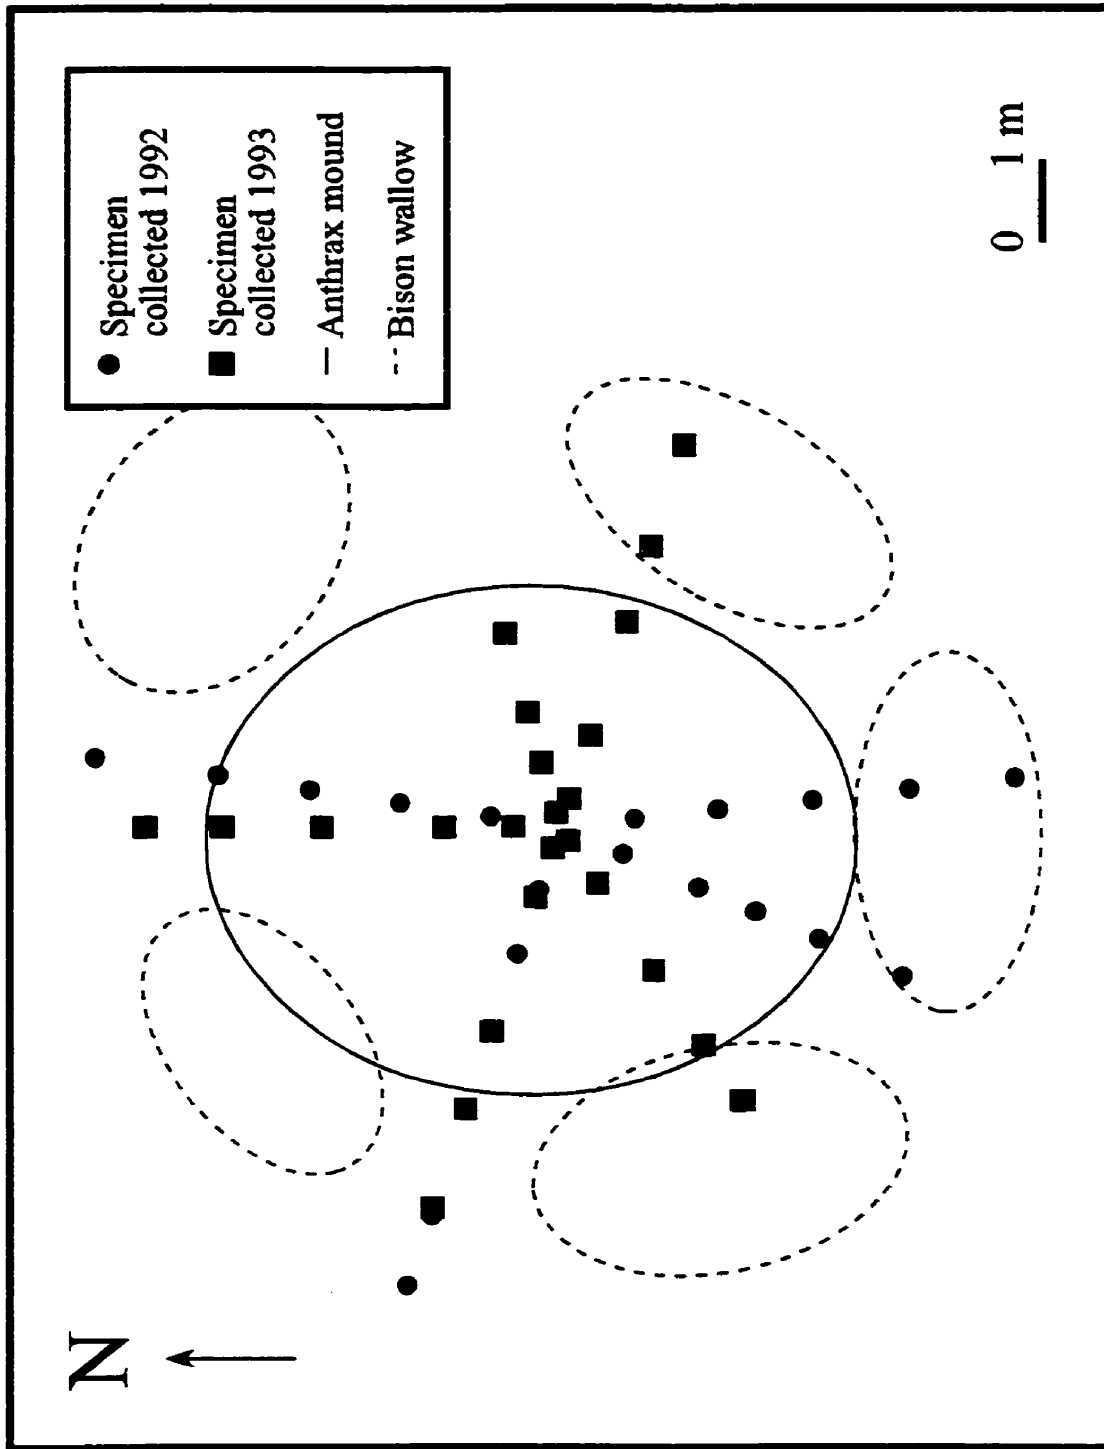 N
Specimen
collected 1992
Specimen
collected 1993
Anthrax mound
Bison wallow
0 1 m